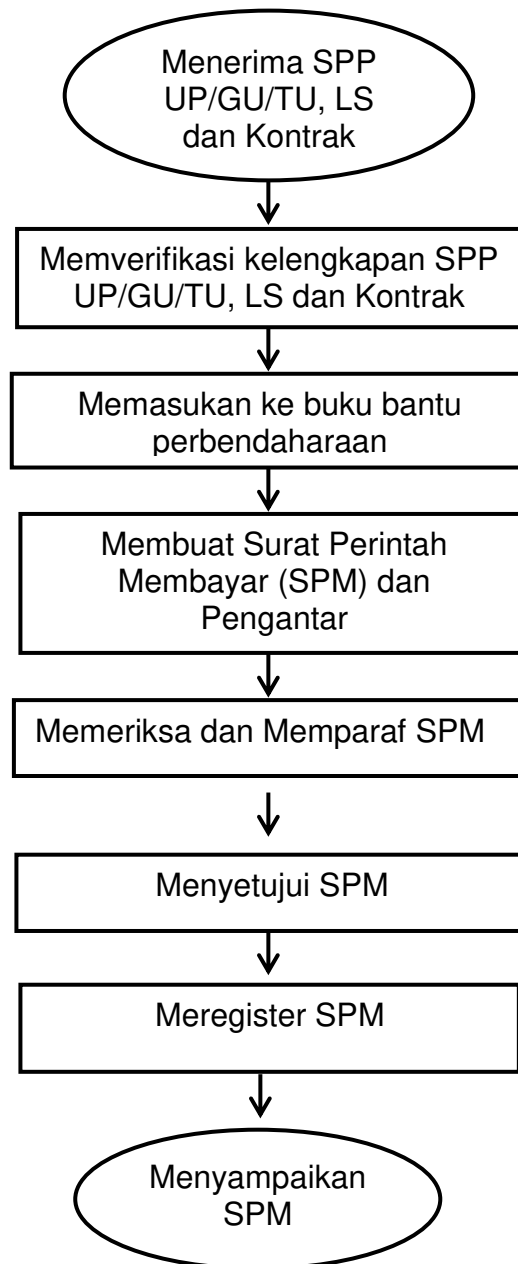 Menerima SPP
UP/GU/TU, LS
dan Kontrak
Memverifikasi kelengkapan SPP
UP/GU/TU, LS dan Kontrak
Memasukan ke buku bantu
perbendaharaan
Membuat Surat Perintah
Membayar (SPM) dan
Pengantar
Memeriksa dan Memparaf SPM
Menyetujui SPM
Meregister SPM
Menyampaikan
SPM